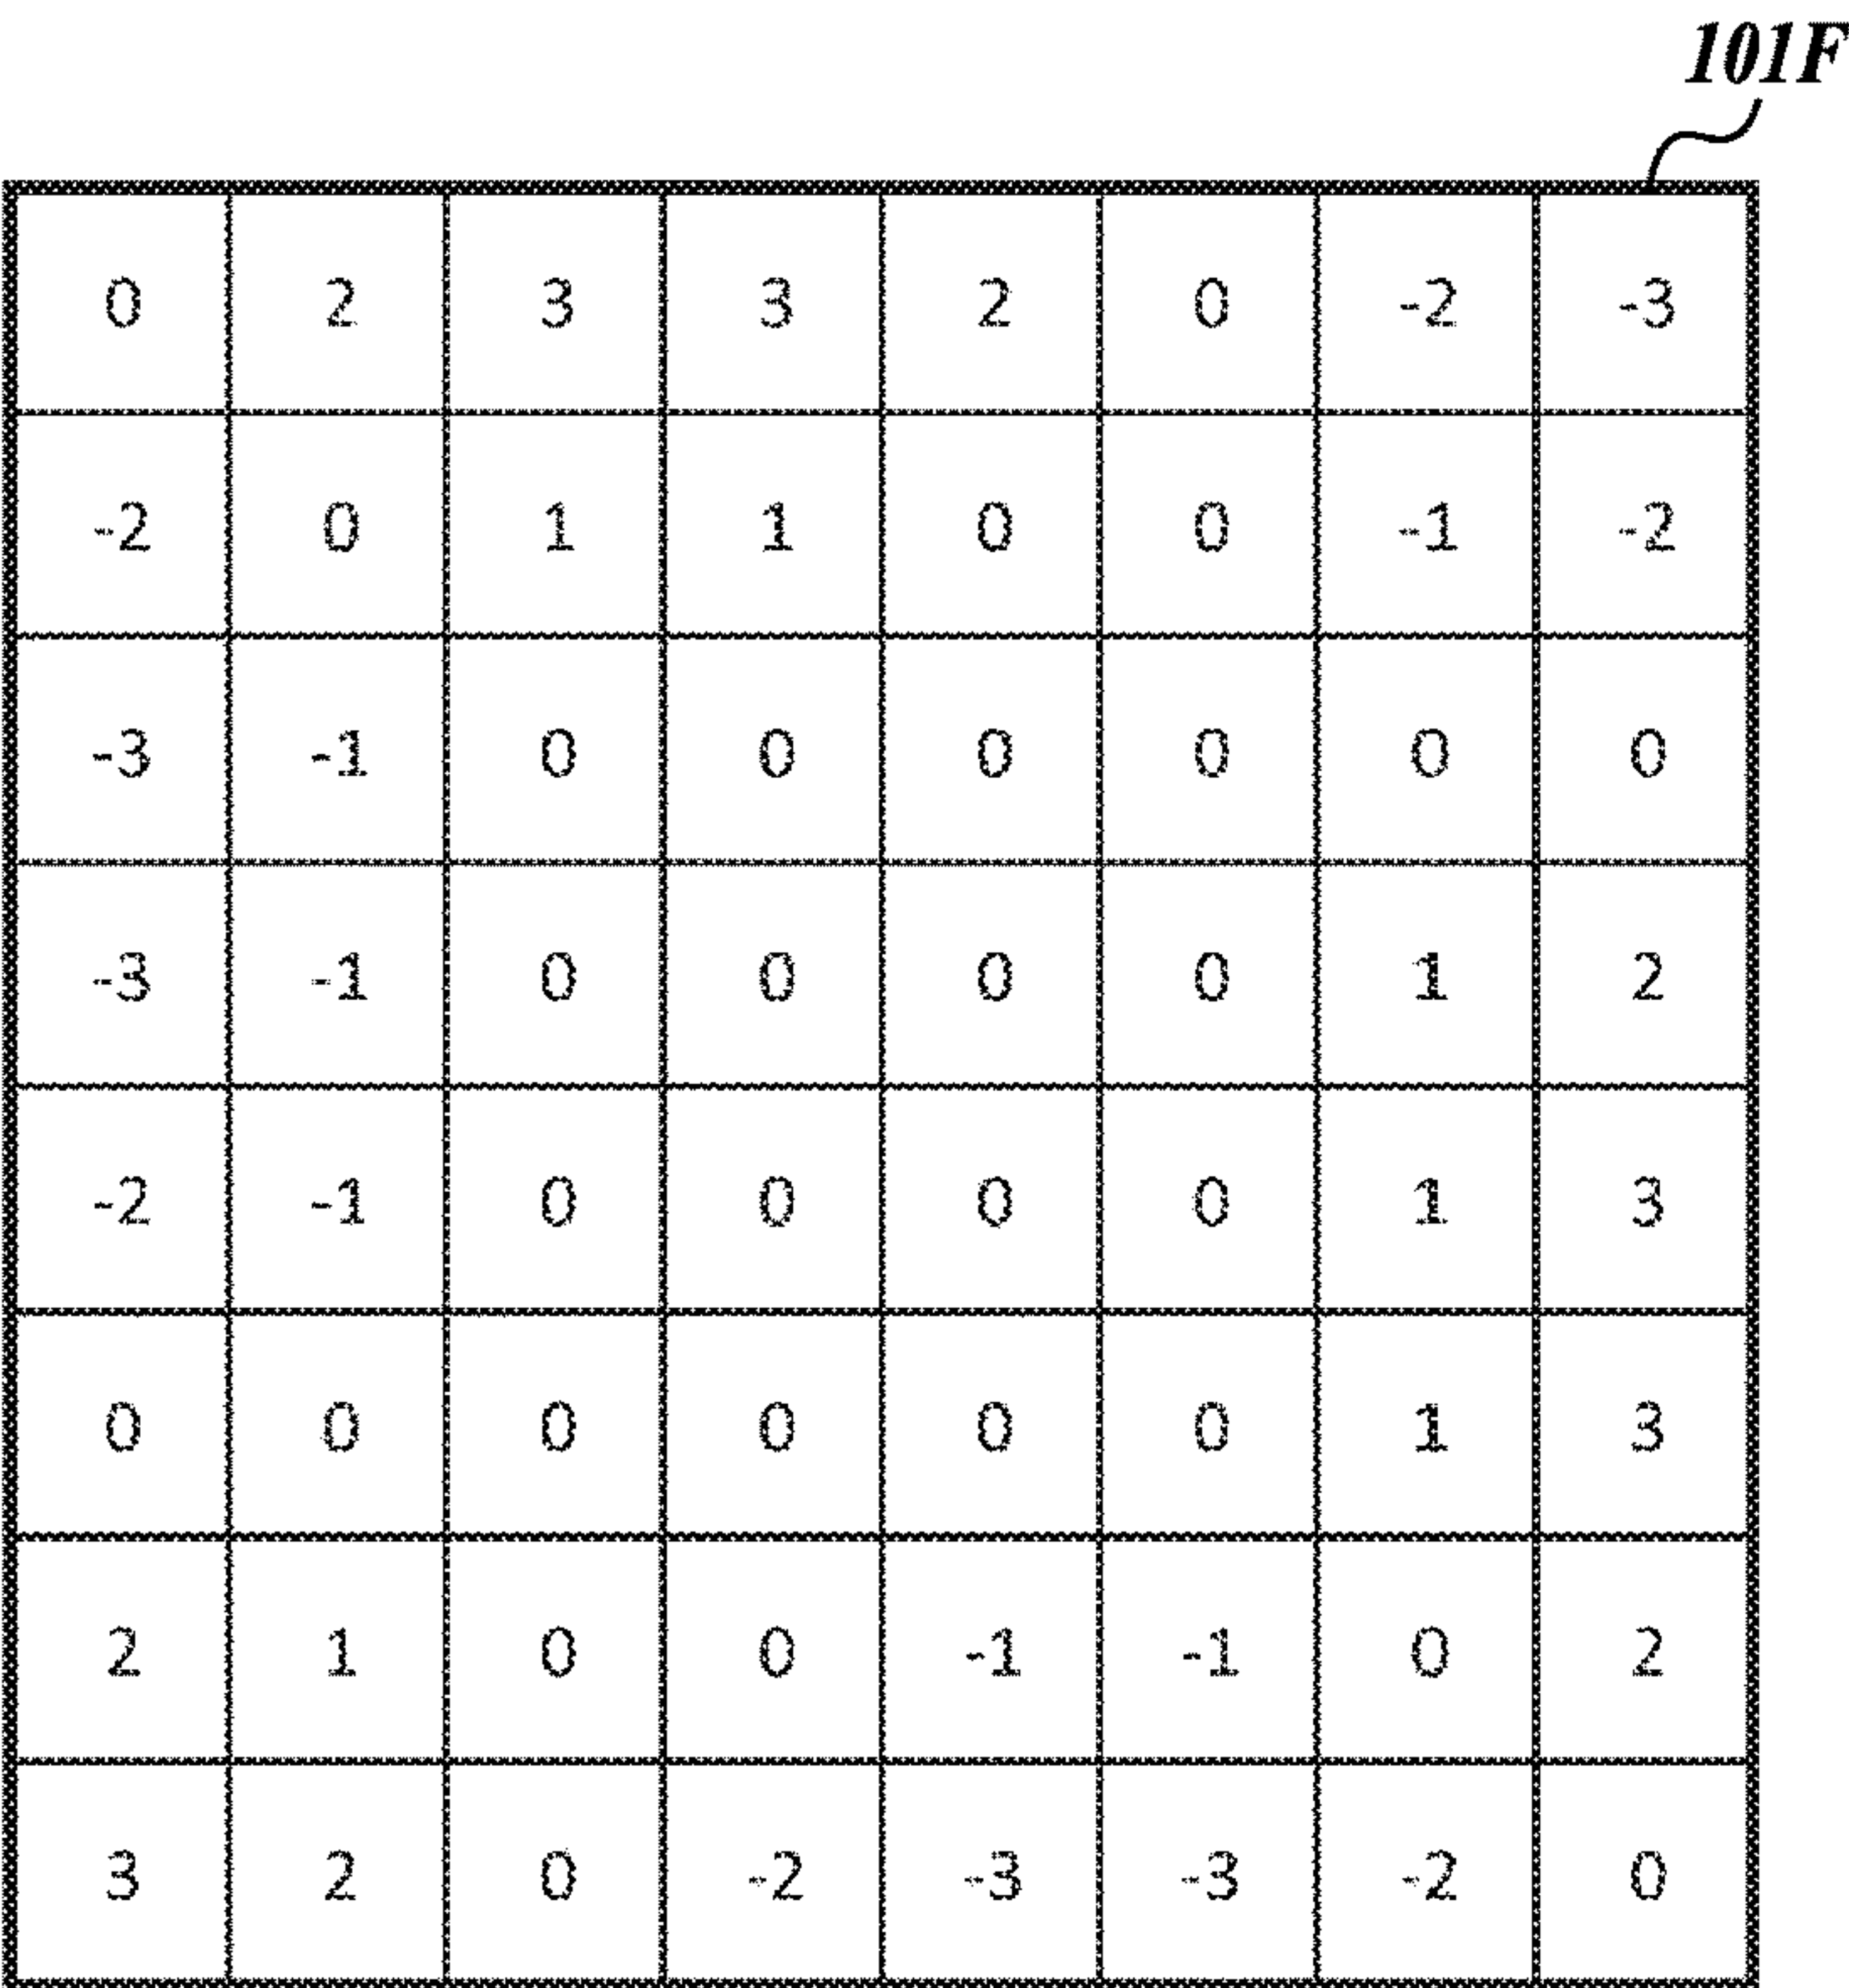 101F
0 2 3 3 2 0 -2 -3
-2 0 1 1 0 0 -1 -2
-3 -1 0 0 0 0 0 0
-3 -1 0 0 0 0 1 2
-2 -1 0 0 0 0 1 3
0 0 0 0 0 0 1 3
2 1 0 0 -1 -1 0 2
3 2 0 -2 -3 -3 -2 0